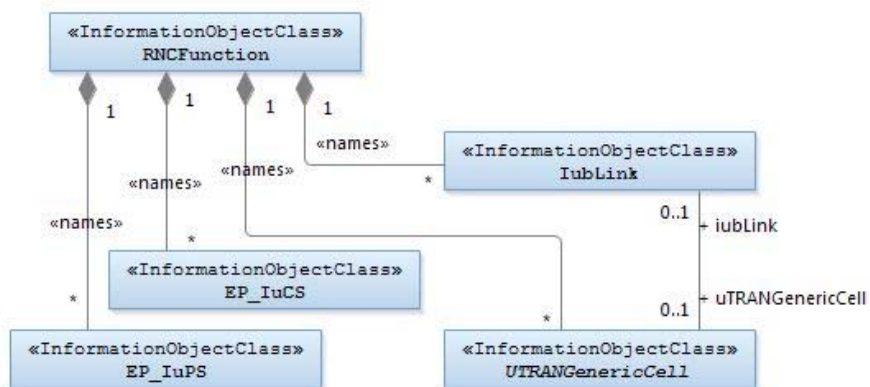 «InformationObjectClass»
RNCFunction
1
1
1
1
«names»
«InformationObjectClass»
IubLink
*
«names»
«names»
0..1
+ iubLink
«names»
*
«InformationObjectClass»
EP_IuCS
+ uTRANGenericCell
*
*
0..1
«InformationObjectClass»
EP_IuPS
«InformationObjectClass»
UTRANGenericCell